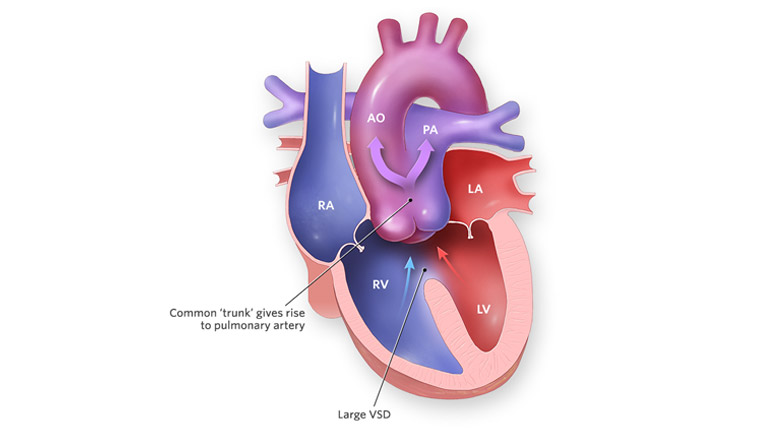 AO
PA
LA
RA
RV
LV
Common ‘trunk’ gives rise
to pulmonary artery
Large VSD